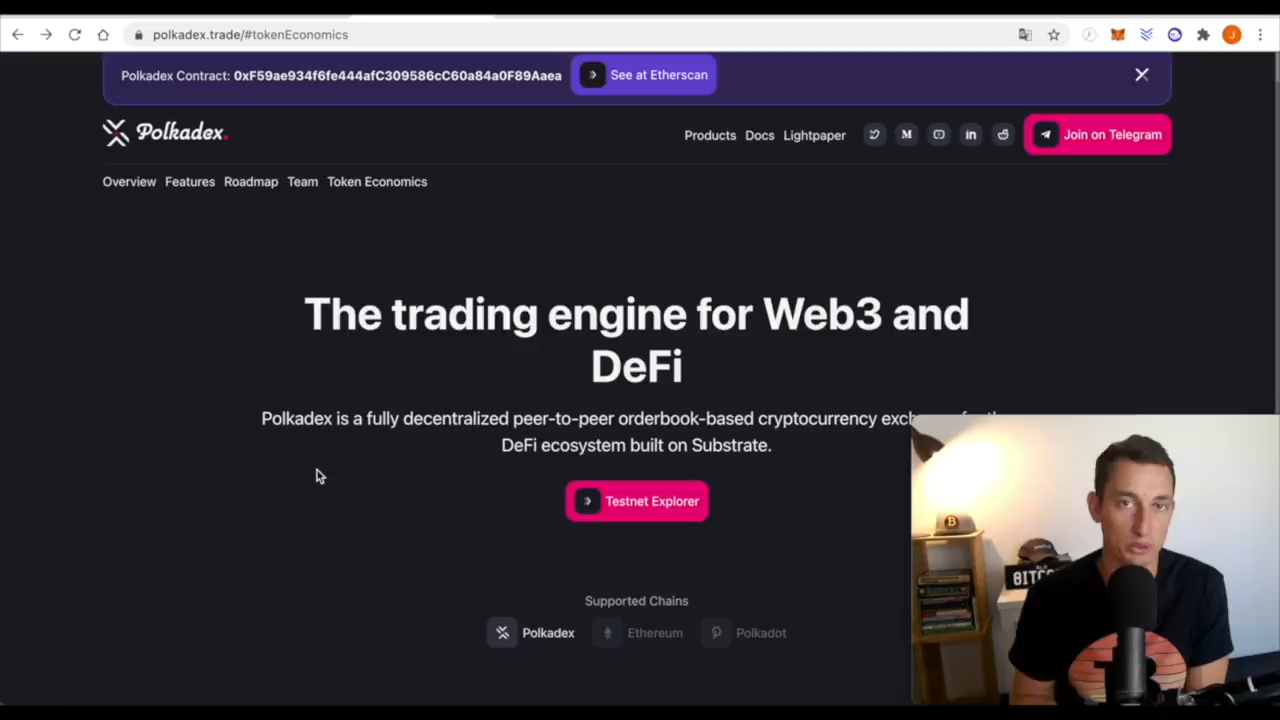 polkadex.trade/#tokenEconomics
J
Polkadex Contract: 0xF59ae934f6fe444afC309586cC60a84a0F89Aaea
See at Etherscan
Polkadex.
Products Docs Lightpaper
M
in
Join on Telegram
Overview Features Roadmap Team Token Economics
The trading engine for Web3 and
DeFi
Polkadex is a fully decentralized peer-to-peer orderbook-based cryptocurrency
DeFi ecosystem built on Substrate.
Testnet Explorer
Supported Chains
Polkadex Ethereum Polkadot
B